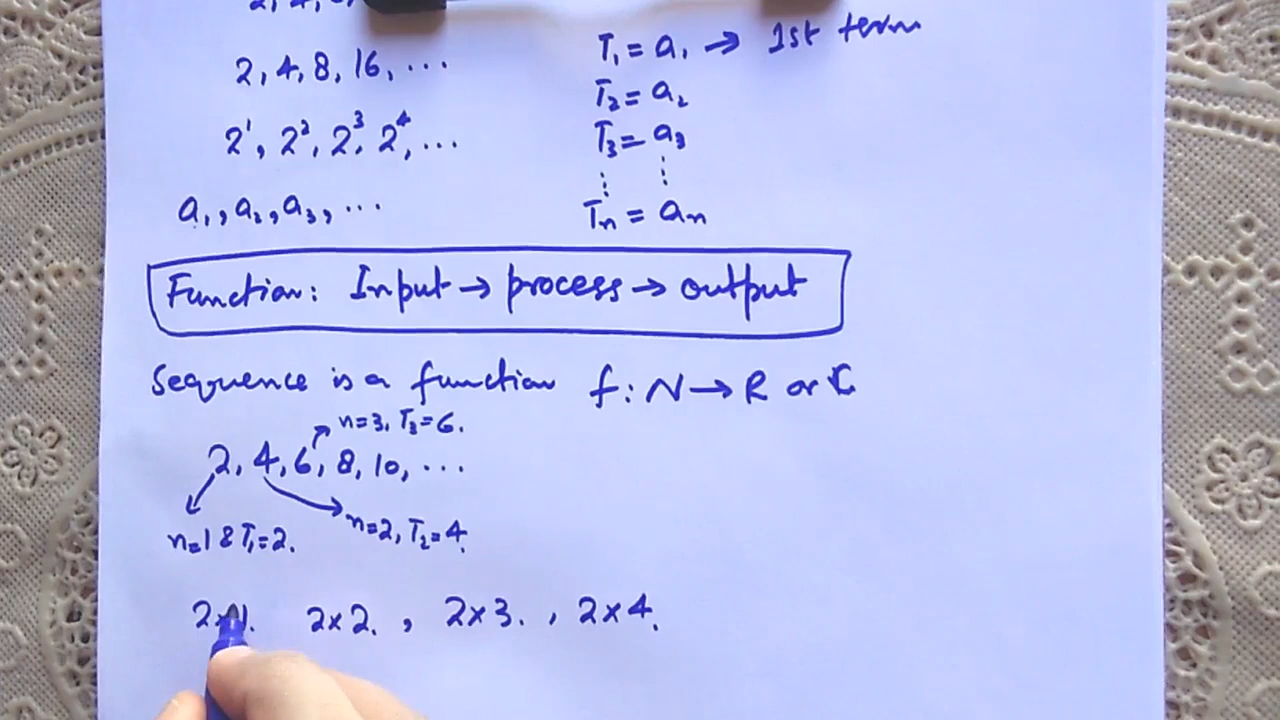 2, 4,
2, 4, 8, 16, ...
2¹, 2², 2³, 2⁴, ...
a₁, a₂, a₃, ...
T₁ = a₁ → 1st term
T₂ = a₂
T₃ = a₃
⋮ ⋮
Tₙ = aₙ
Function: Input → process → output
Sequence is a function f: N → R or C
n=3, T₃=6.
2, 4, 6, 8, 10, ...
n=1 & T₁=2.
n=2, T₂=4.
2×1. 2×2. , 2×3. , 2×4.